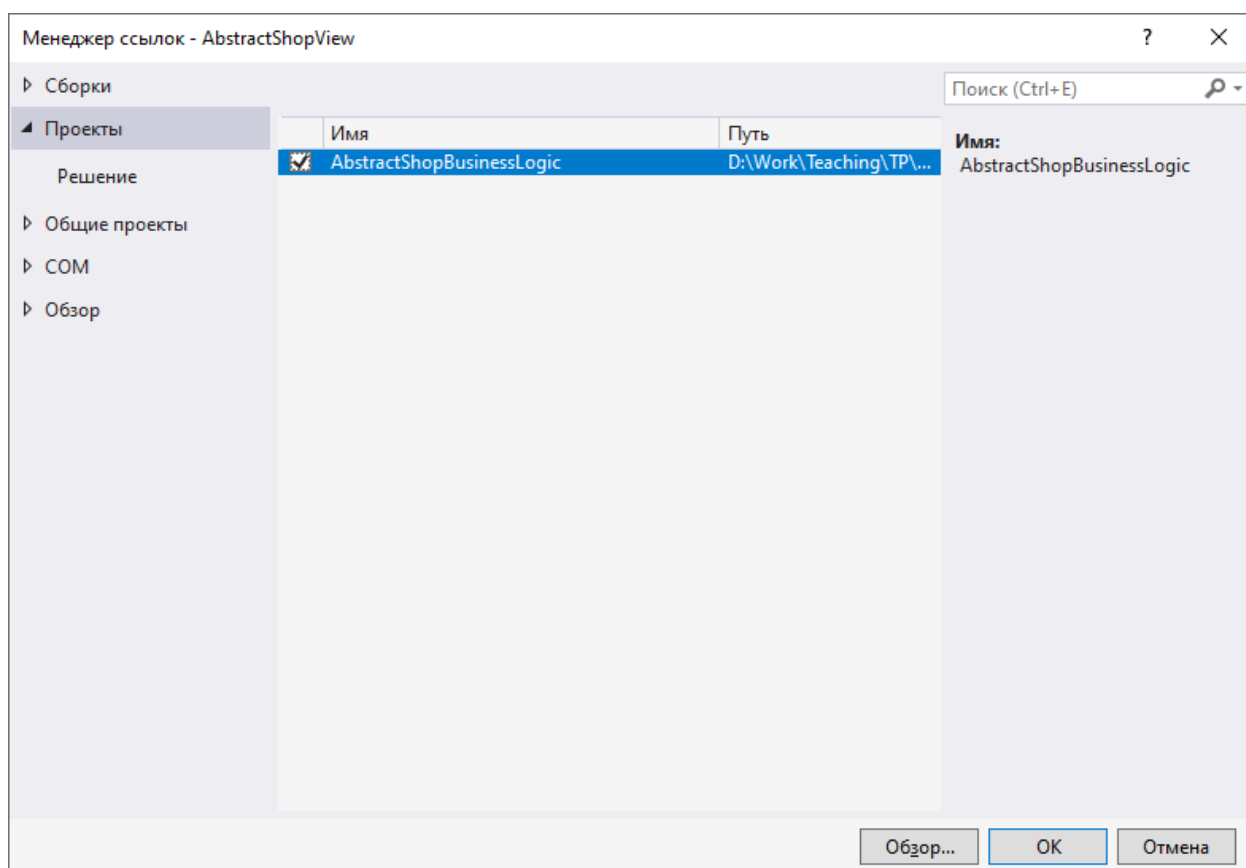 Менеджер ссылок - AbstractShopView ?
Сборки
Проекты
Решение
Общие проекты
COM
Обзор
Имя Путь
AbstractShopBusinessLogic D:\Work\Teaching\TP\...
Поиск (Ctrl+E)
Имя:
AbstractShopBusinessLogic
Обзор... OK Отмена